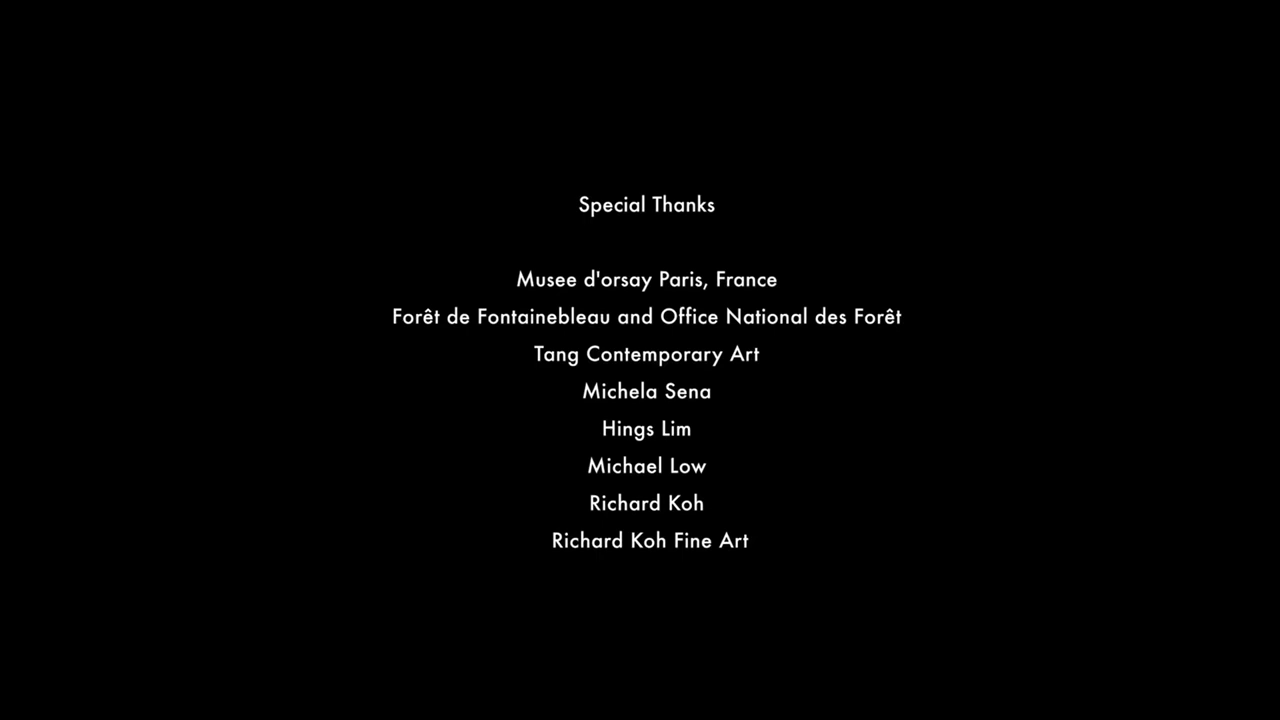 Special Thanks
Musee d'orsay Paris, France
Forêt de Fontainebleau and Office National des Forêt
Tang Contemporary Art
Michela Sena
Hings Lim
Michael Low
Richard Koh
Richard Koh Fine Art